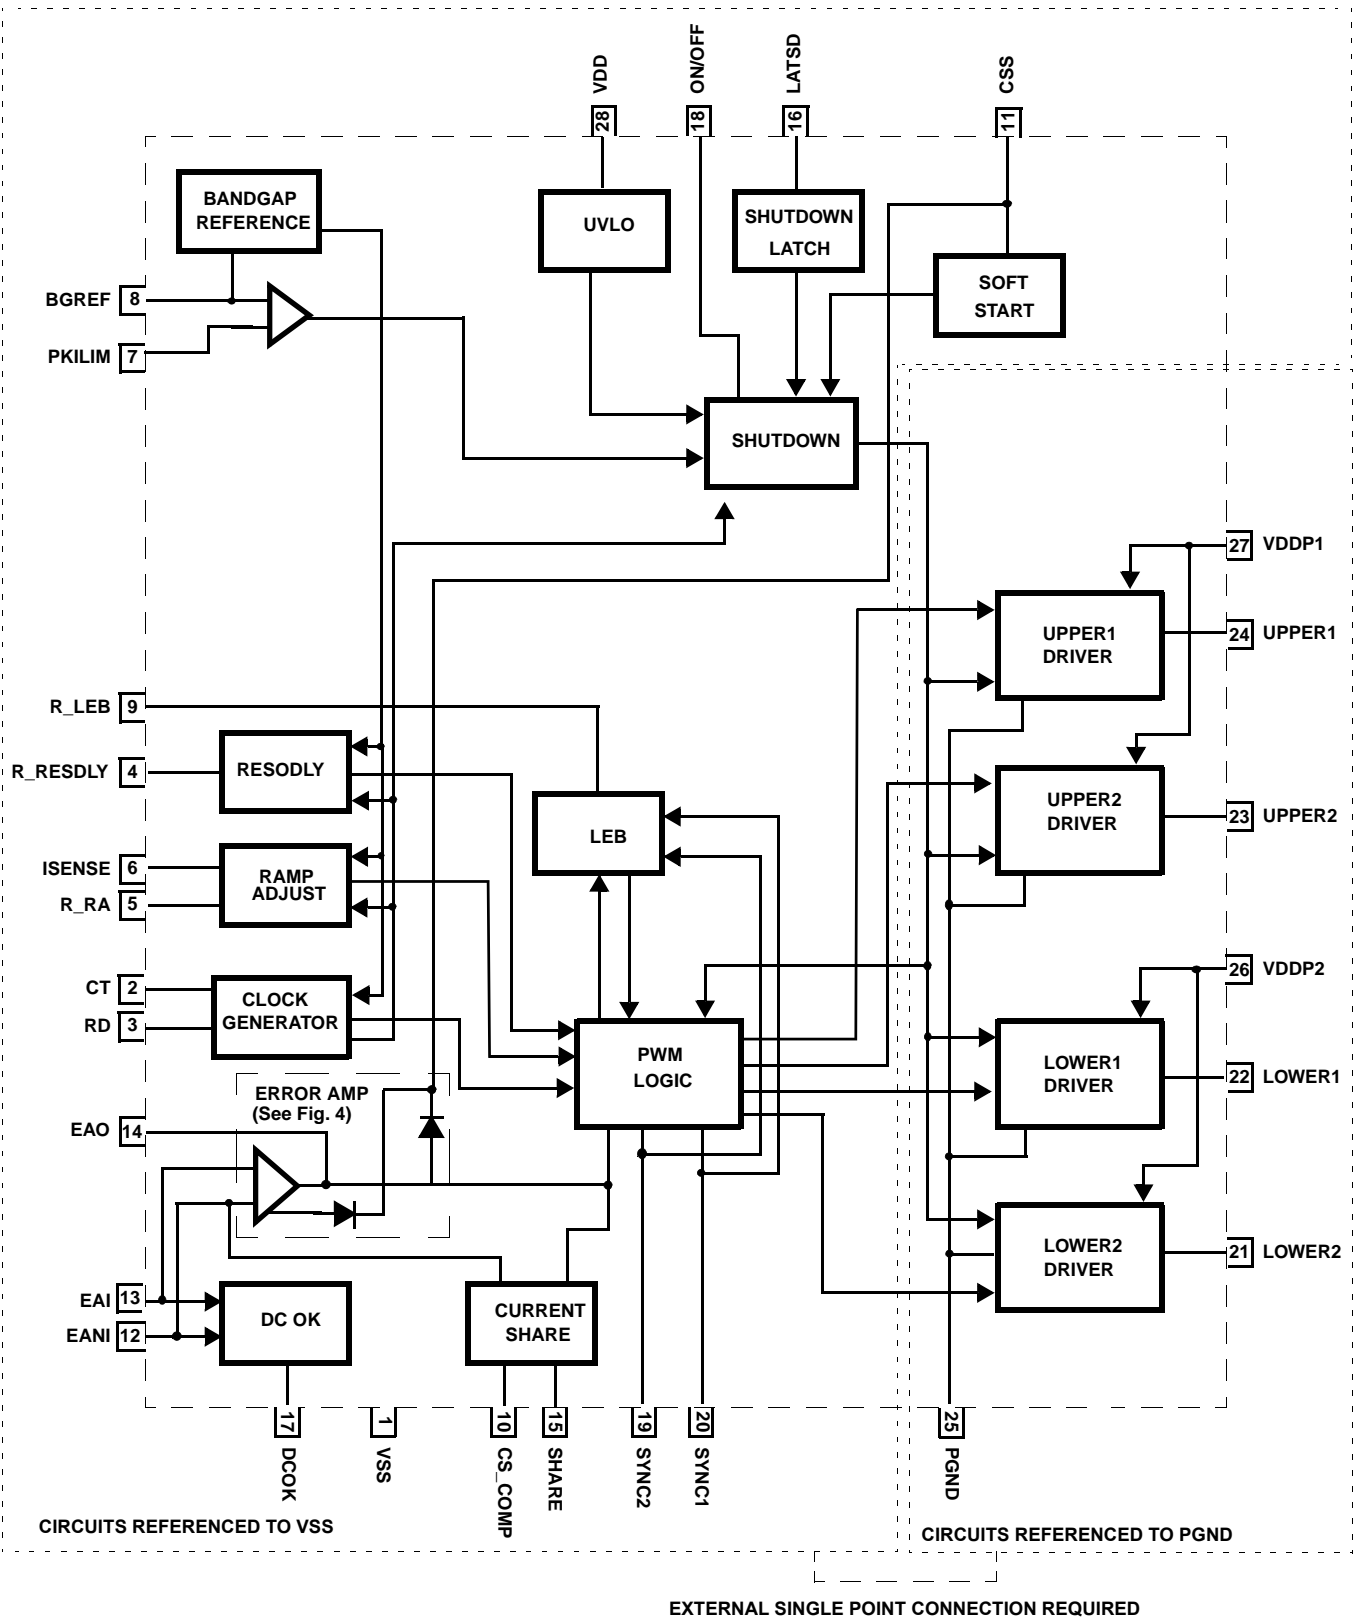 VDD
ON/OFF
LATSD
CSS
28
18
16
11
BANDGAP
REFERENCE
UVLO
SHUTDOWN
LATCH
SOFT
START
BGREF
8
PKILIM
7
SHUTDOWN
27
VDDP1
UPPER1
DRIVER
24
UPPER1
R_LEB
9
R_RESDLY
4
RESODLY
UPPER2
DRIVER
23
UPPER2
LEB
ISENSE
6
R_RA
5
RAMP
ADJUST
26
VDDP2
CT
2
RD
3
CLOCK
GENERATOR
PWM
LOGIC
LOWER1
DRIVER
22
LOWER1
ERROR AMP
(See Fig. 4)
EAO
14
LOWER2
DRIVER
21
LOWER2
EAI
13
EANI
12
DC OK
CURRENT
SHARE
17
1
10
15
19
20
25
DCOK
VSS
CS_COMP
SHARE
SYNC2
SYNC1
PGND
CIRCUITS REFERENCED TO VSS
CIRCUITS REFERENCED TO PGND
EXTERNAL SINGLE POINT CONNECTION REQUIRED